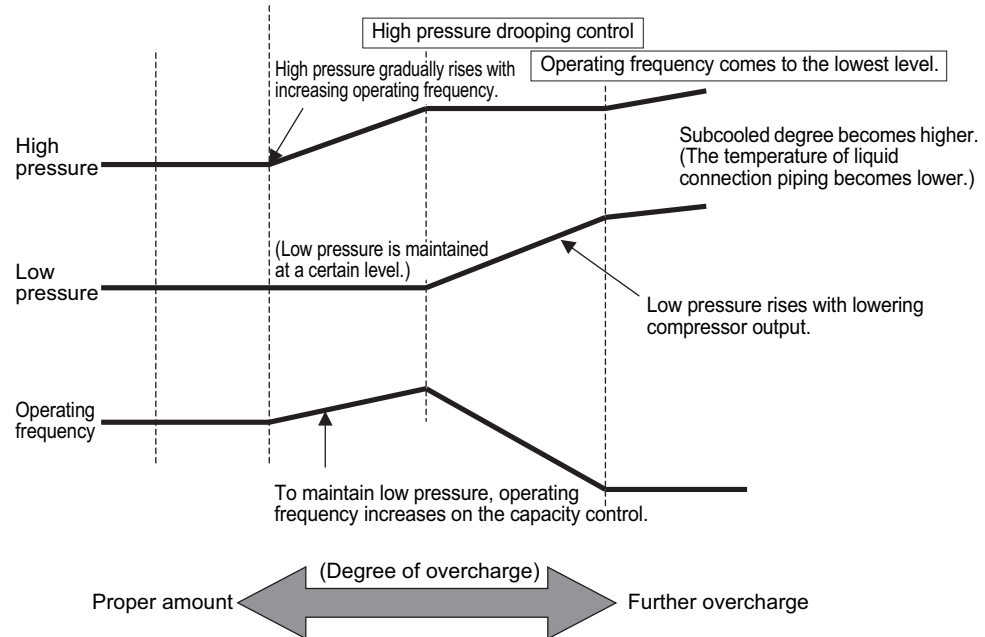 High pressure drooping control
High pressure gradually rises with
increasing operating frequency.
Operating frequency comes to the lowest level.
High
pressure
Subcooled degree becomes higher.
(The temperature of liquid
connection piping becomes lower.)
(Low pressure is maintained
at a certain level.)
Low
pressure
Low pressure rises with lowering
compressor output.
Operating
frequency
To maintain low pressure, operating
frequency increases on the capacity control.
(Degree of overcharge)
Proper amount
Further overcharge